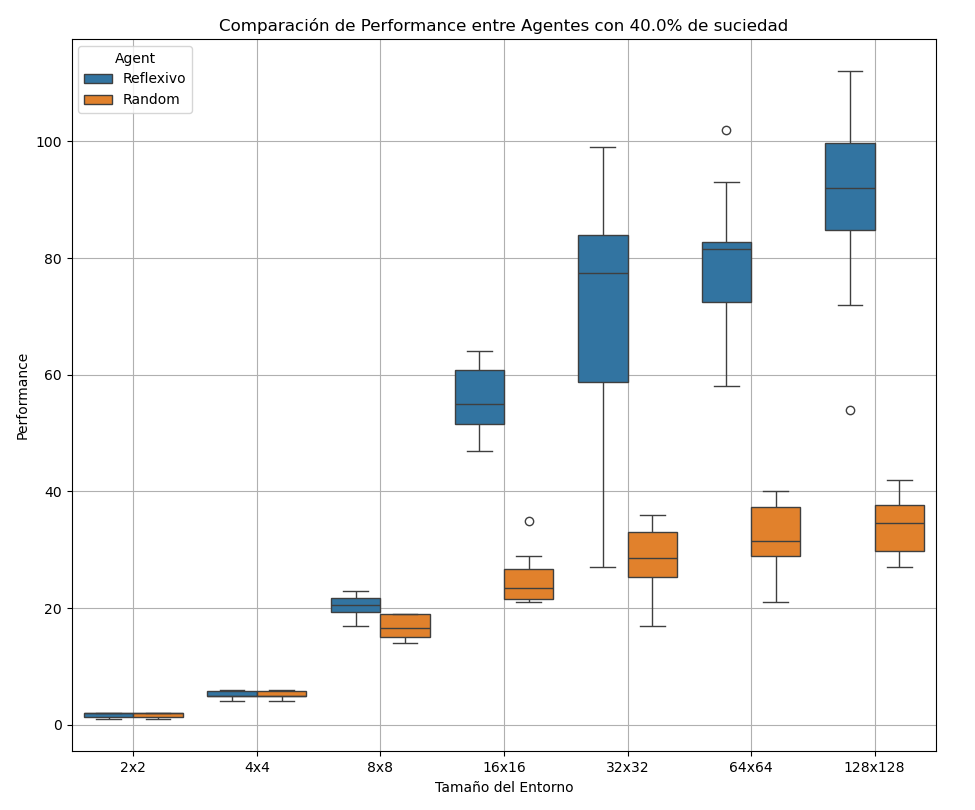 Comparación de Performance entre Agentes con 40.0% de suciedad
Agent
Reflexivo
Random
Performance
100
80
60
40
20
0
2x2 4x4 8x8 16x16 32x32 64x64 128x128
Tamaño del Entorno